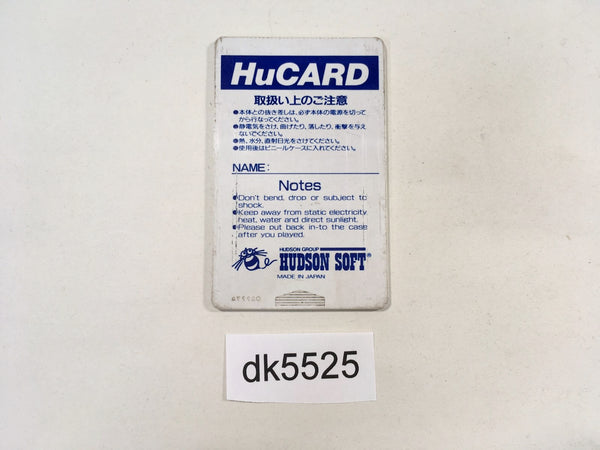 HuCARD
取扱い上のご注意
●本体との抜き差しは、必ず本体の電源を切って
から行なってください。
●静電気をさけ、曲げたり、落したり、衝撃を与え
ないでください。
●熱、水分、直射日光をさけてください。
●使用後はビニールケースに入れてください。
NAME:
Notes
●Don't bend, drop or subject to
shock.
●Keep away from static electricity
heat, water and direct sunlight.
●Please put back in-to the case
after you played.
HUDSON GROUP
HUDSON SOFT®
MADE IN JAPAN
dk5525